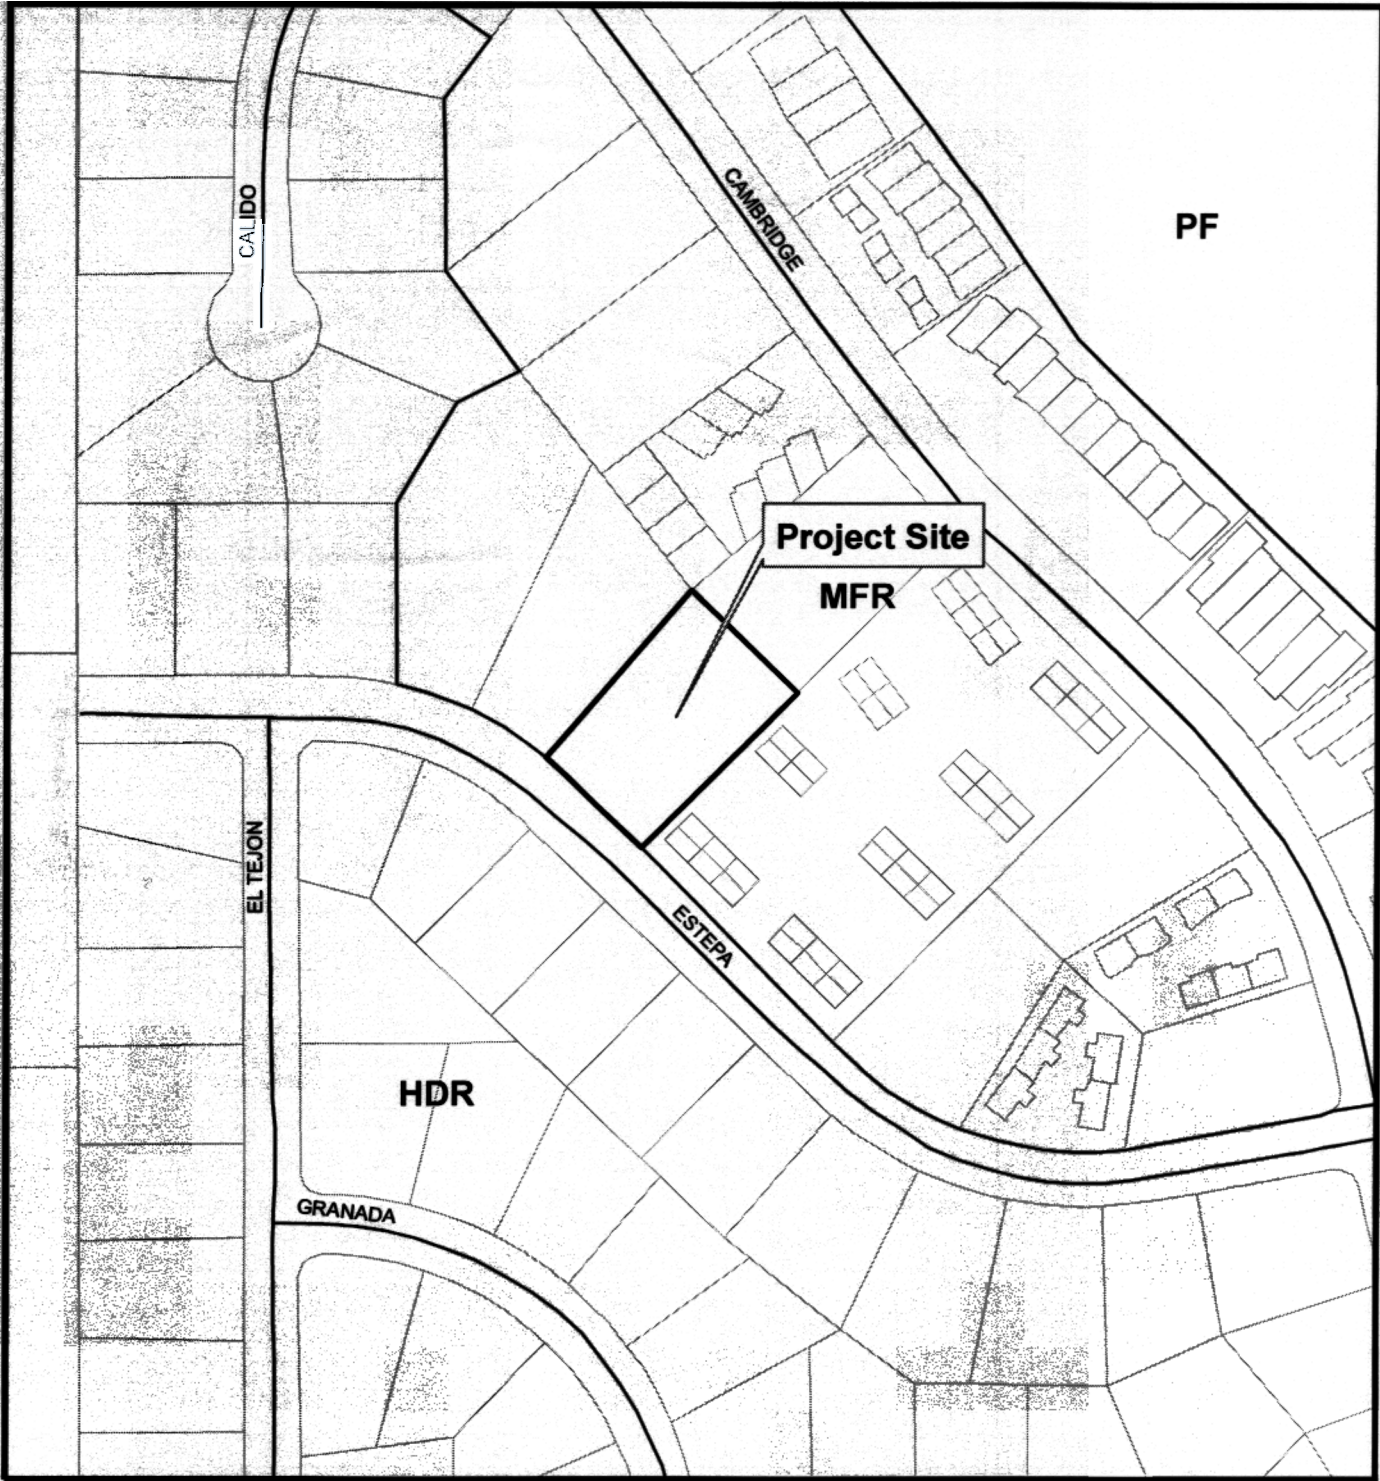 CALIDO
CAMBRIDGE
PF
Project Site
MFR
EL TEJON
ESTEPA
HDR
GRANADA